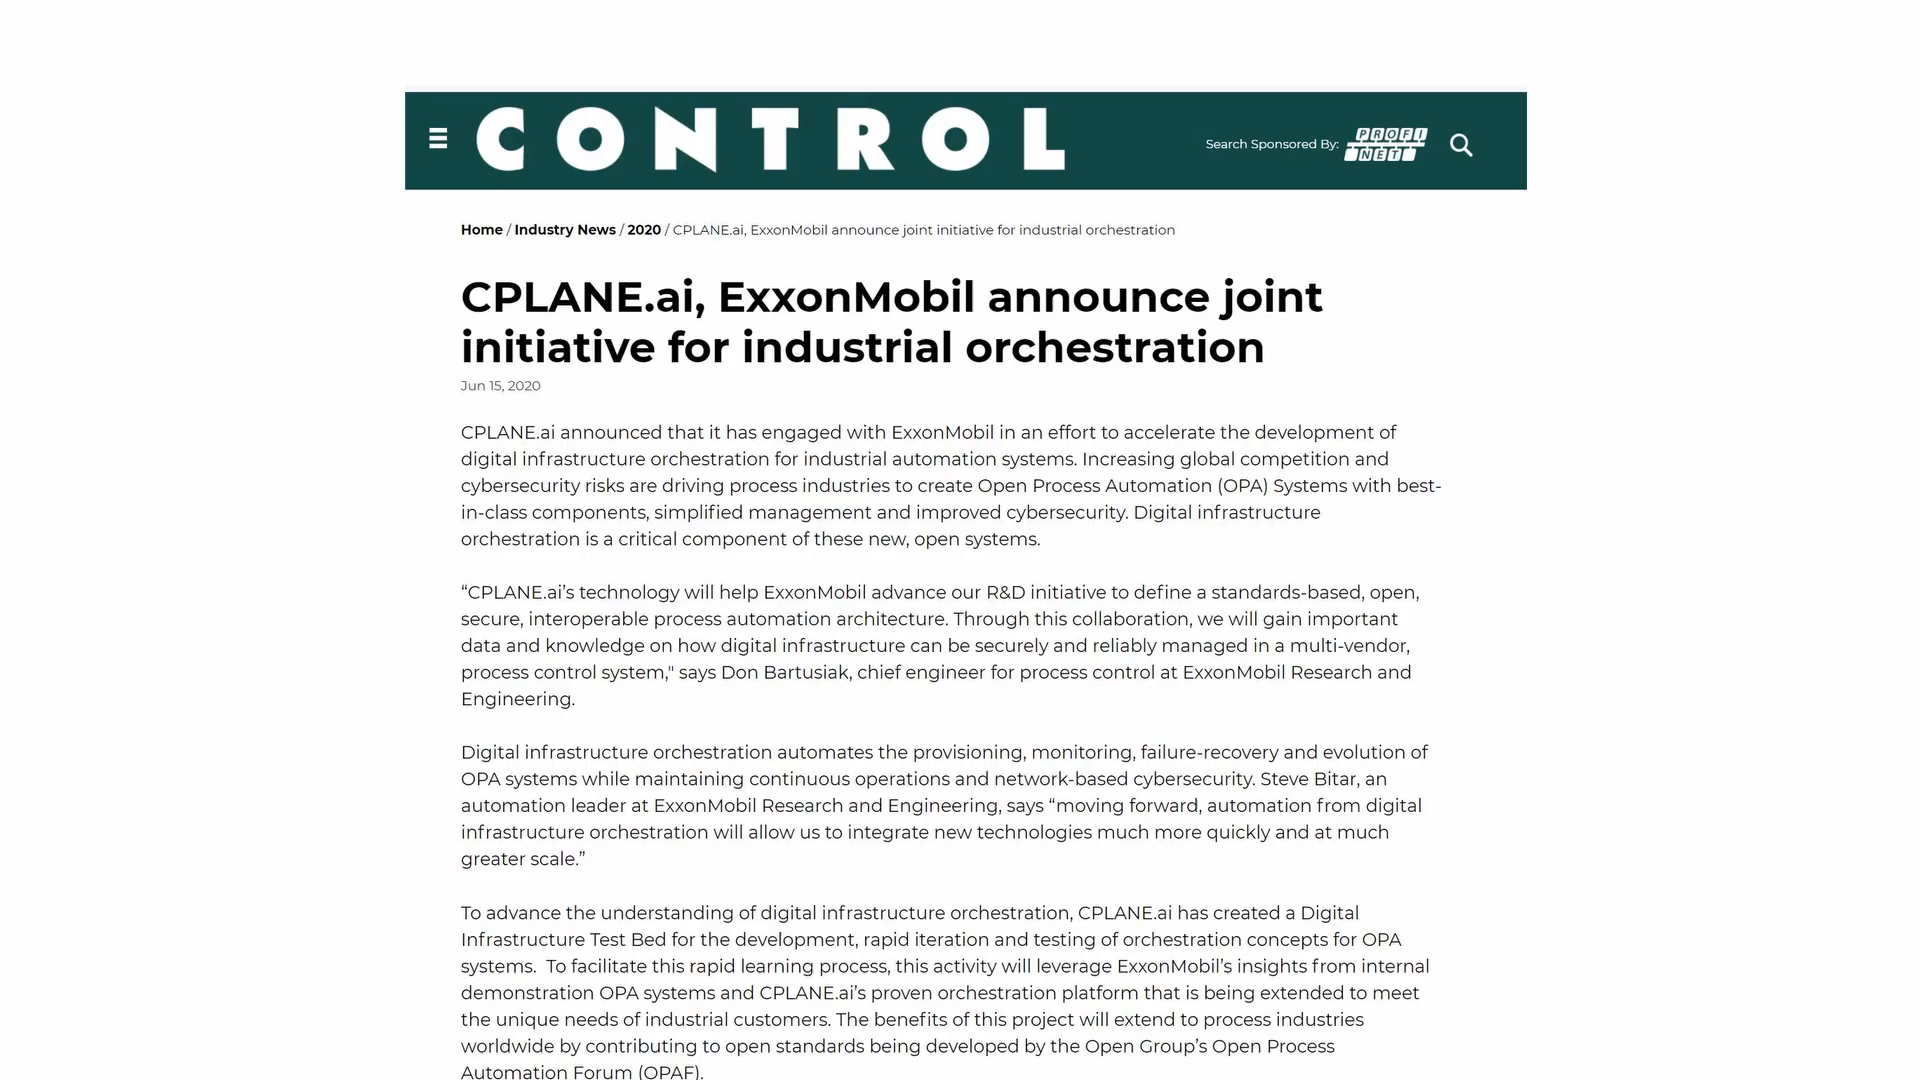 CONTROL
Search Sponsored By:
PROFI
NET
Home / Industry News / 2020 / CPLANE.ai, ExxonMobil announce joint initiative for industrial orchestration
CPLANE.ai, ExxonMobil announce joint
initiative for industrial orchestration
Jun 15, 2020
CPLANE.ai announced that it has engaged with ExxonMobil in an effort to accelerate the development of
digital infrastructure orchestration for industrial automation systems. Increasing global competition and
cybersecurity risks are driving process industries to create Open Process Automation (OPA) Systems with best-
in-class components, simplified management and improved cybersecurity. Digital infrastructure
orchestration is a critical component of these new, open systems.
“CPLANE.ai’s technology will help ExxonMobil advance our R&D initiative to define a standards-based, open,
secure, interoperable process automation architecture. Through this collaboration, we will gain important
data and knowledge on how digital infrastructure can be securely and reliably managed in a multi-vendor,
process control system," says Don Bartusiak, chief engineer for process control at ExxonMobil Research and
Engineering.
Digital infrastructure orchestration automates the provisioning, monitoring, failure-recovery and evolution of
OPA systems while maintaining continuous operations and network-based cybersecurity. Steve Bitar, an
automation leader at ExxonMobil Research and Engineering, says “moving forward, automation from digital
infrastructure orchestration will allow us to integrate new technologies much more quickly and at much
greater scale.”
To advance the understanding of digital infrastructure orchestration, CPLANE.ai has created a Digital
Infrastructure Test Bed for the development, rapid iteration and testing of orchestration concepts for OPA
systems.  To facilitate this rapid learning process, this activity will leverage ExxonMobil’s insights from internal
demonstration OPA systems and CPLANE.ai’s proven orchestration platform that is being extended to meet
the unique needs of industrial customers. The benefits of this project will extend to process industries
worldwide by contributing to open standards being developed by the Open Group’s Open Process
Automation Forum (OPAF).